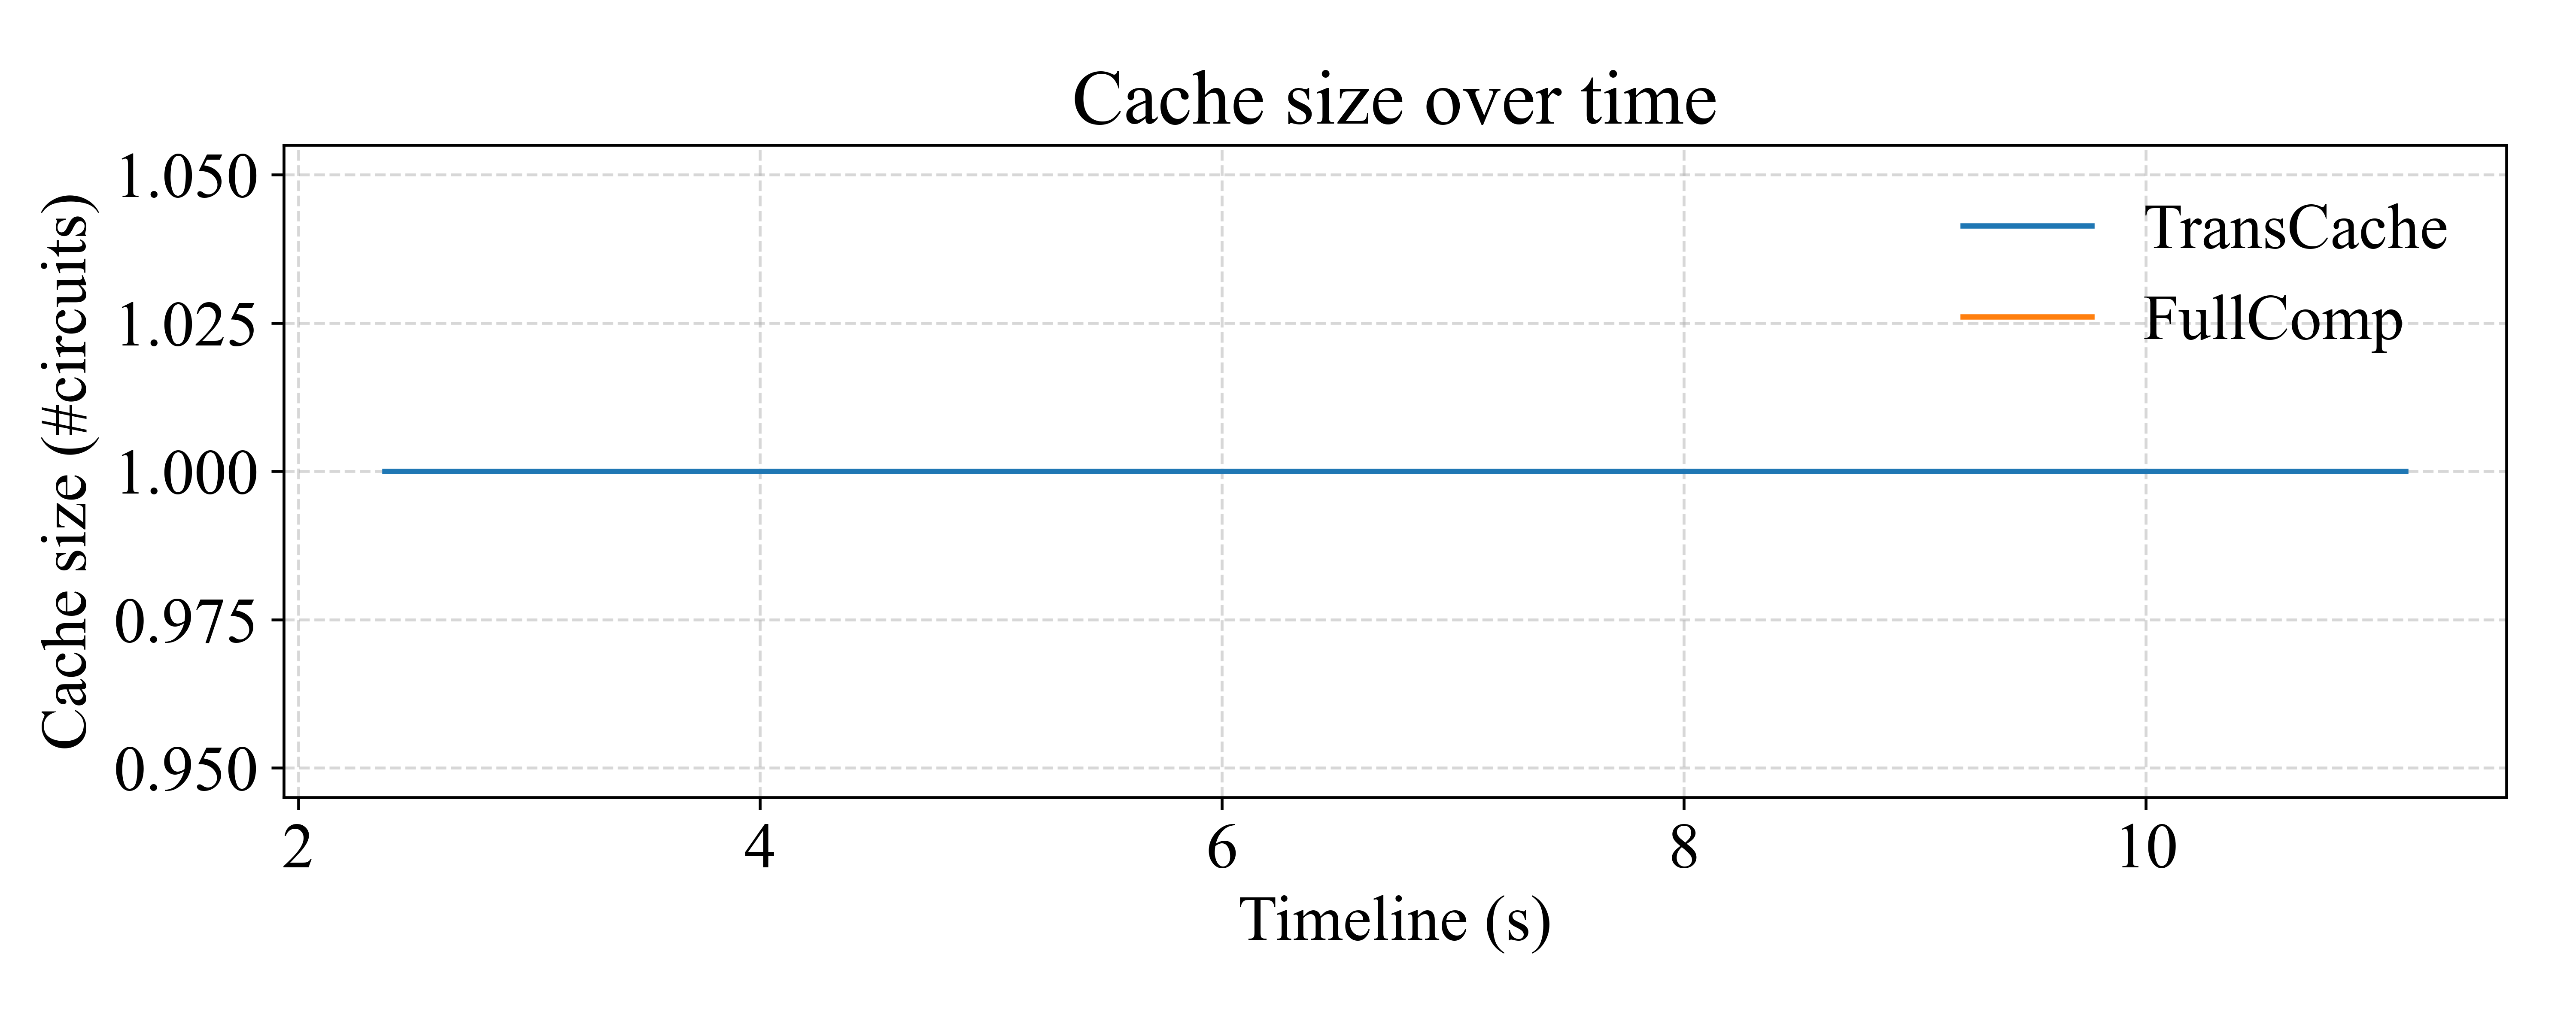 Cache size over time
Cache size (#circuits)
1.050
1.025
1.000
0.975
0.950
TransCache
FullComp
2 4 6 8 10
Timeline (s)